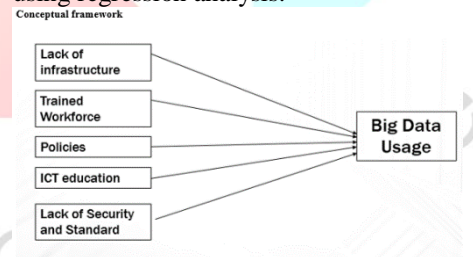 using regression analysis.
Conceptual framework
Lack of
infrastructure
Trained
Workforce
Policies
ICT education
Lack of Security
and Standard
Big Data
Usage